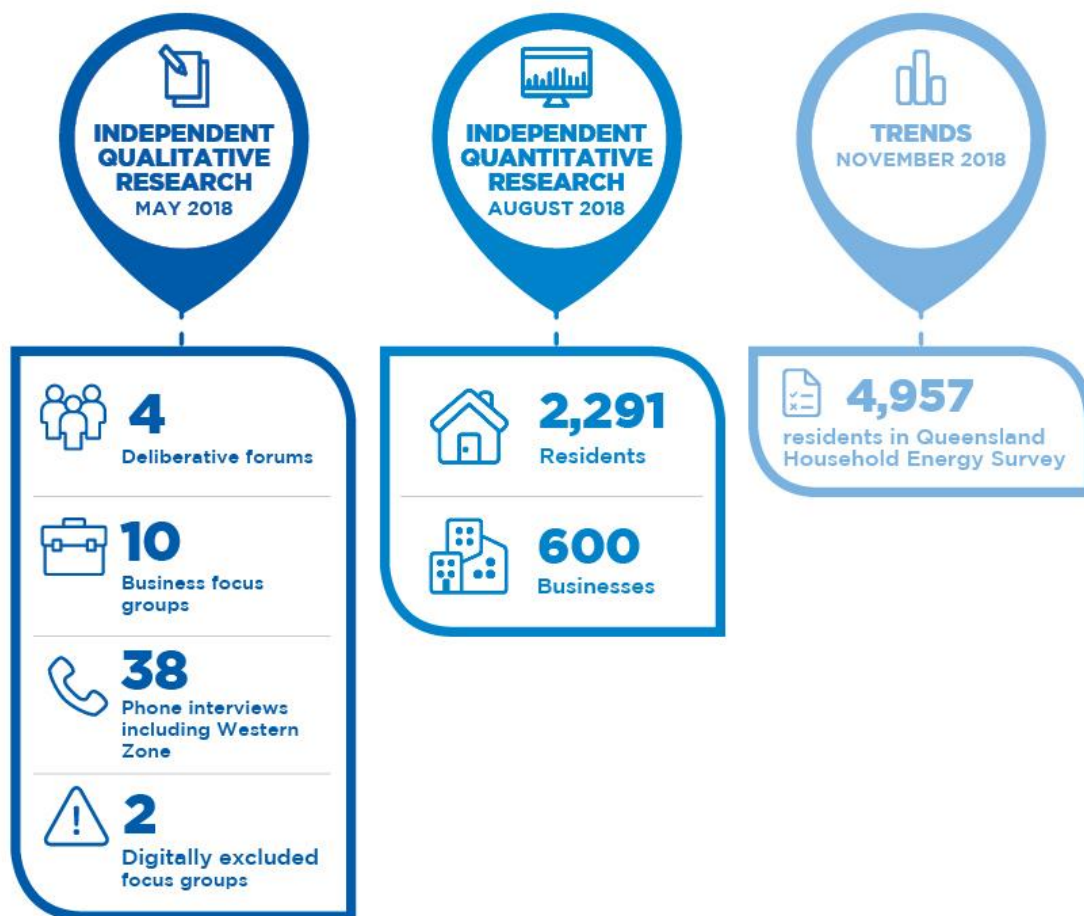 INDEPENDENT
QUALITATIVE
RESEARCH
MAY 2018
4
Deliberative forums
10
Business focus
groups
38
Phone interviews
including Western
Zone
2
Digitally excluded
focus groups
INDEPENDENT
QUANTITATIVE
RESEARCH
AUGUST 2018
2,291
Residents
600
Businesses
TRENDS
NOVEMBER 2018
4,957
residents in Queensland
Household Energy Survey